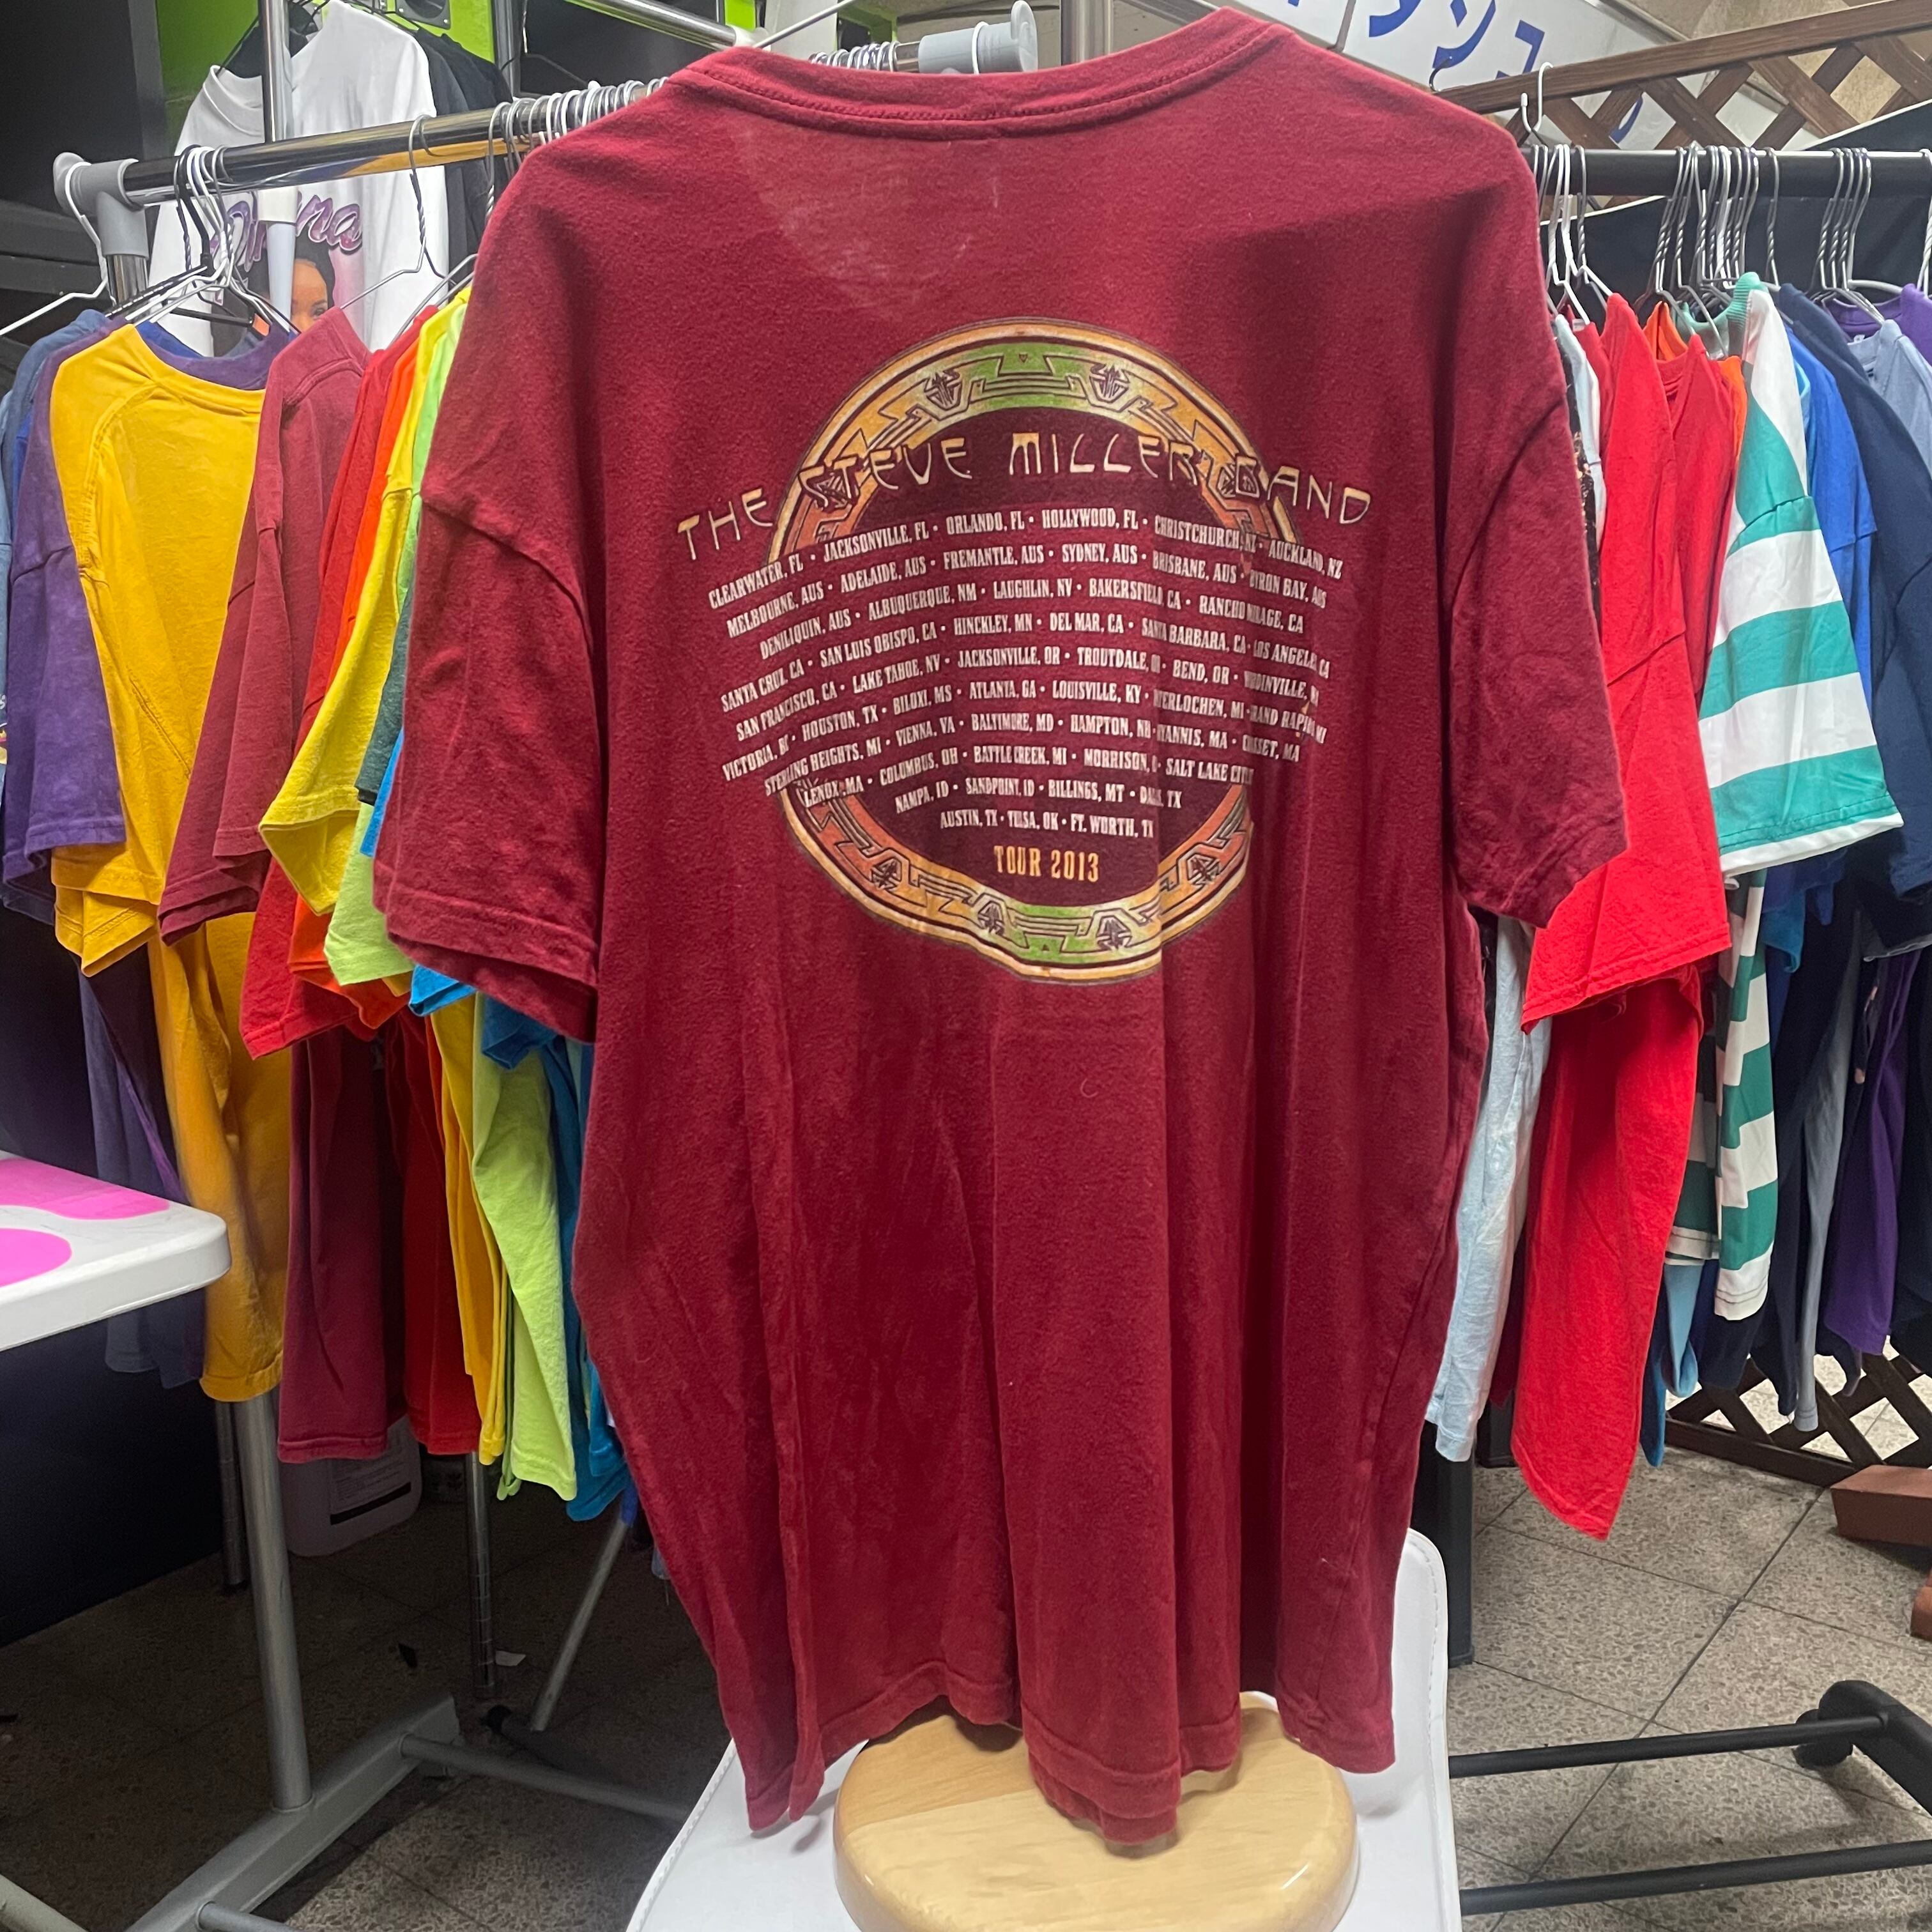 ンユ
THE STEVE MILLER BAND
CLEARWATER, FL • JACKSONVILLE, FL • ORLANDO, FL • HOLLYWOOD, FL • CHRISTCHURCH, NZ • AUCKLAND, NZ
MELBOURNE, AUS • ADELAIDE, AUS • FREMANTLE, AUS • SYDNEY, AUS • BRISBANE, AUS • BYRON BAY, AUS
DENILIQUIN, AUS • ALBUQUERQUE, NM • LAUGHLIN, NV • BAKERSFIELD, CA • RANCHO MIRAGE, CA
SANTA CRUZ, CA • SAN LUIS OBISPO, CA • HINCKLEY, MN • DEL MAR, CA • SANTA BARBARA, CA • LOS ANGELES, CA
SAN FRANCISCO, CA • LAKE TAHOE, NV • JACKSONVILLE, OR • TROUTDALE, OR • BEND, OR • WOODINVILLE, WA
VICTORIA, BC • HOUSTON, TX • BILOXI, MS • ATLANTA, GA • LOUISVILLE, KY • INTERLOCHEN, MI • GRAND RAPIDS, MI
STERLING HEIGHTS, MI • VIENNA, VA • BALTIMORE, MD • HAMPTON, NH • HYANNIS, MA • COHASSET, MA
LENOX, MA • COLUMBUS, OH • BATTLE CREEK, MI • MORRISON, • SALT LAKE CITY
NAMPA, ID • SANDPOINT, ID • BILLINGS, MT • DALLAS, TX
AUSTIN, TX • TULSA, OK • FT. WORTH, TX
TOUR 2013